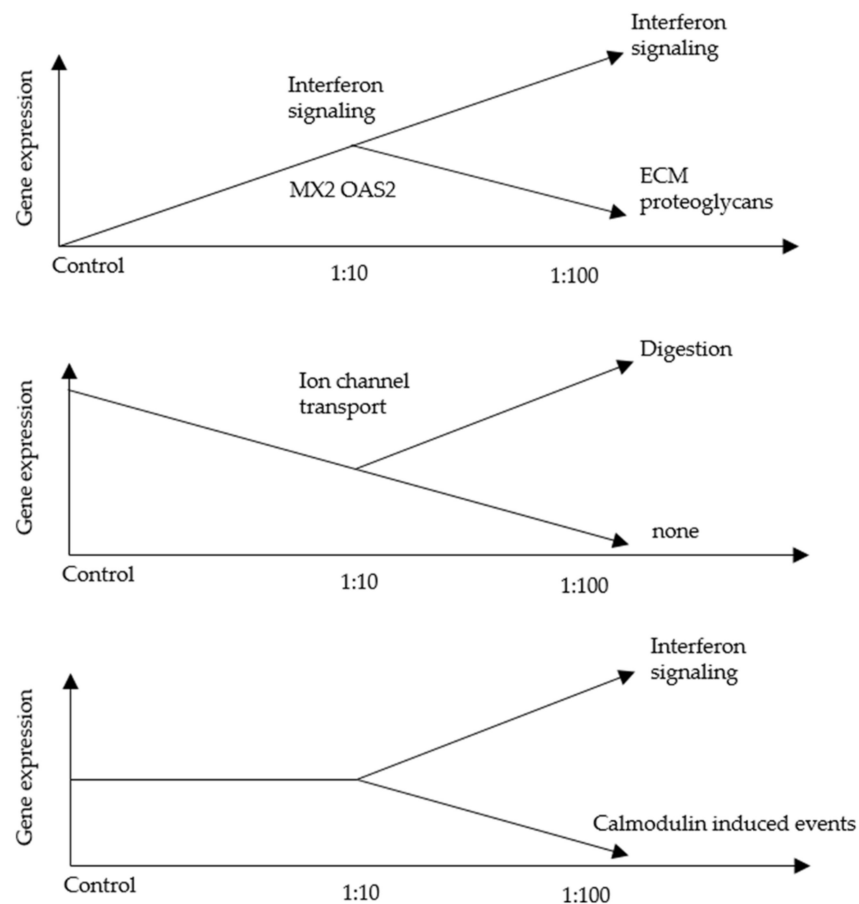 Interferon
signaling
Interferon
signaling
Gene expression
MX2 OAS2
ECM
proteoglycans
Control
1:10
1:100
Digestion
Ion channel
transport
Gene expression
none
Control
1:10
1:100
Interferon
signaling
Gene expression
Calmodulin induced events
Control
1:10
1:100